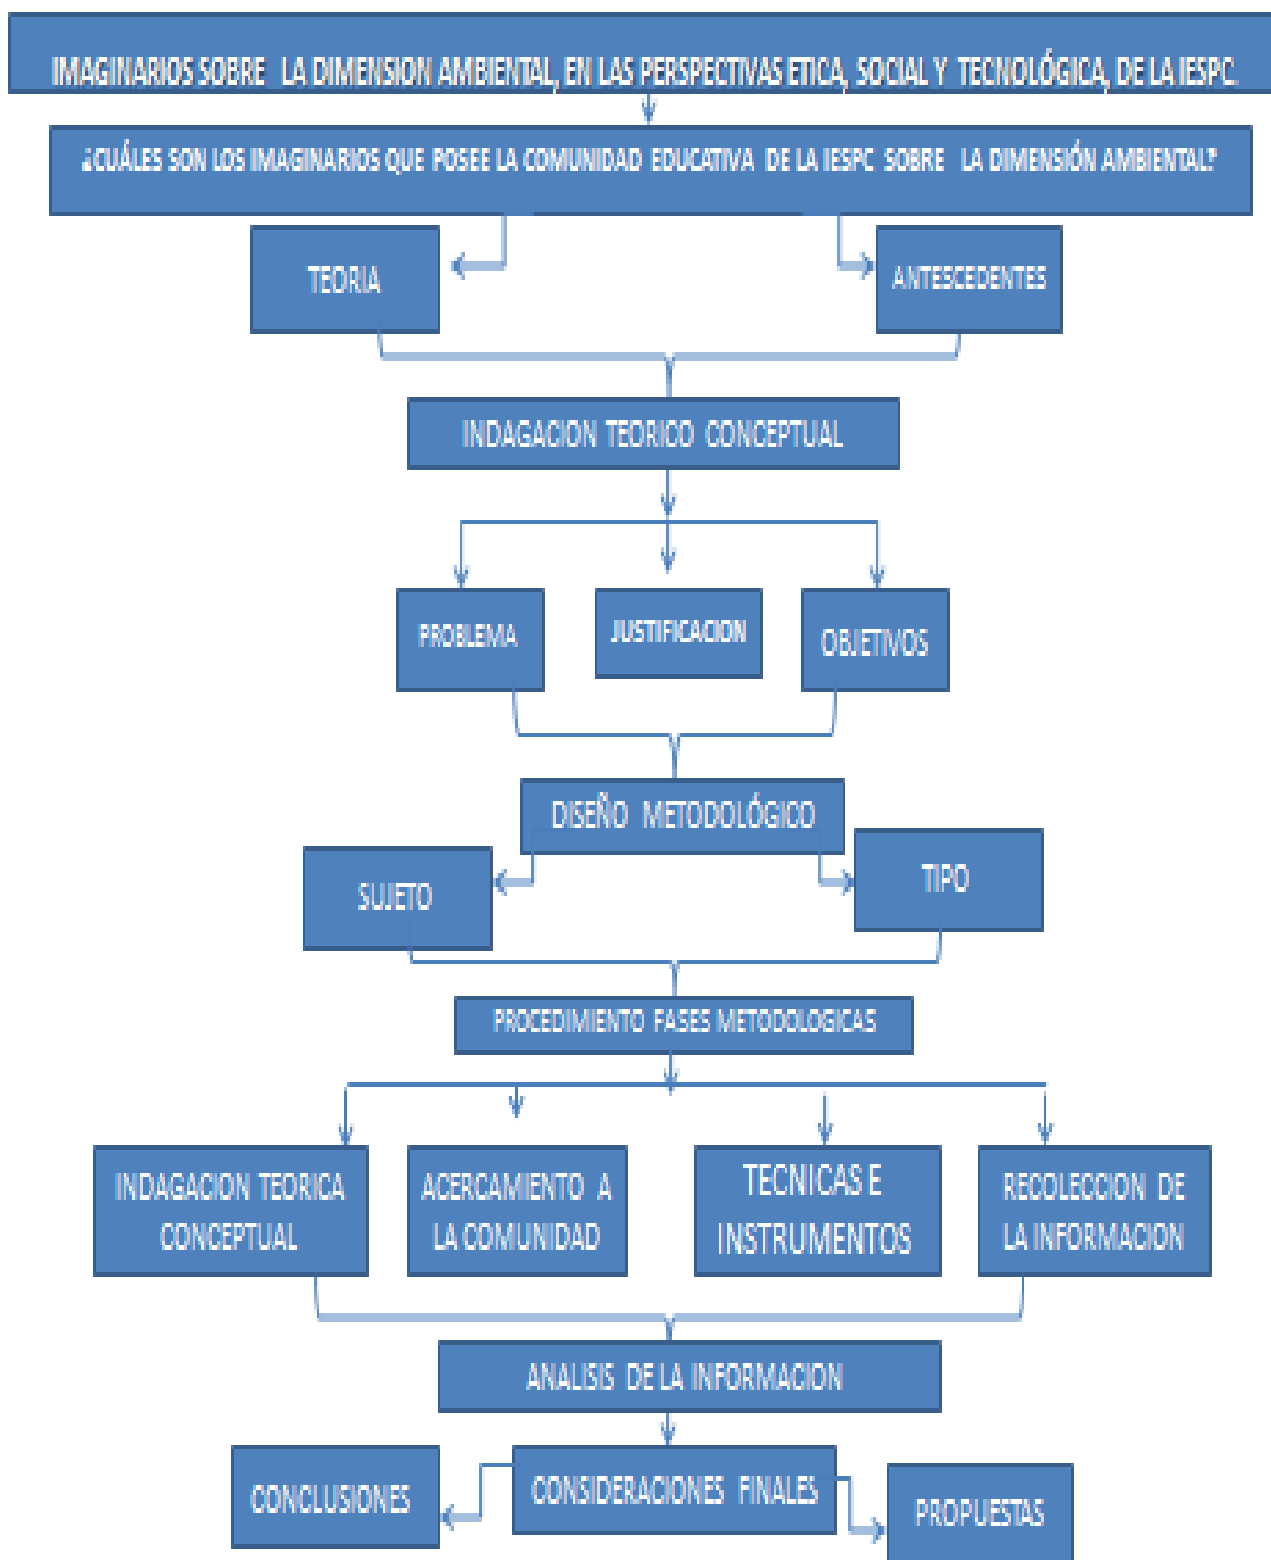 IMAGINARIOS SOBRE LA DIMENSION AMBIENTAL, EN LAS PERSPECTIVAS ETICA, SOCIAL Y TECNOLÓGICA, DE LA IESPC.
¿CUÁLES SON LOS IMAGINARIOS QUE POSEE LA COMUNIDAD EDUCATIVA DE LA IESPC SOBRE LA DIMENSIÓN AMBIENTAL?
TEORIA
ANTESCEDENTES
INDAGACION TEORICO CONCEPTUAL
PROBLEMA
JUSTIFICACION
OBJETIVOS
DISEÑO METODOLÓGICO
SUJETO
TIPO
PROCEDIMIENTO FASES METODOLOGICAS
INDAGACION TEORICA
CONCEPTUAL
ACERCAMIENTO A
LA COMUNIDAD
TECNICAS E
INSTRUMENTOS
RECOLECCION DE
LA INFORMACION
ANALISIS DE LA INFORMACION
CONCLUSIONES
CONSIDERACIONES FINALES
PROPUESTAS